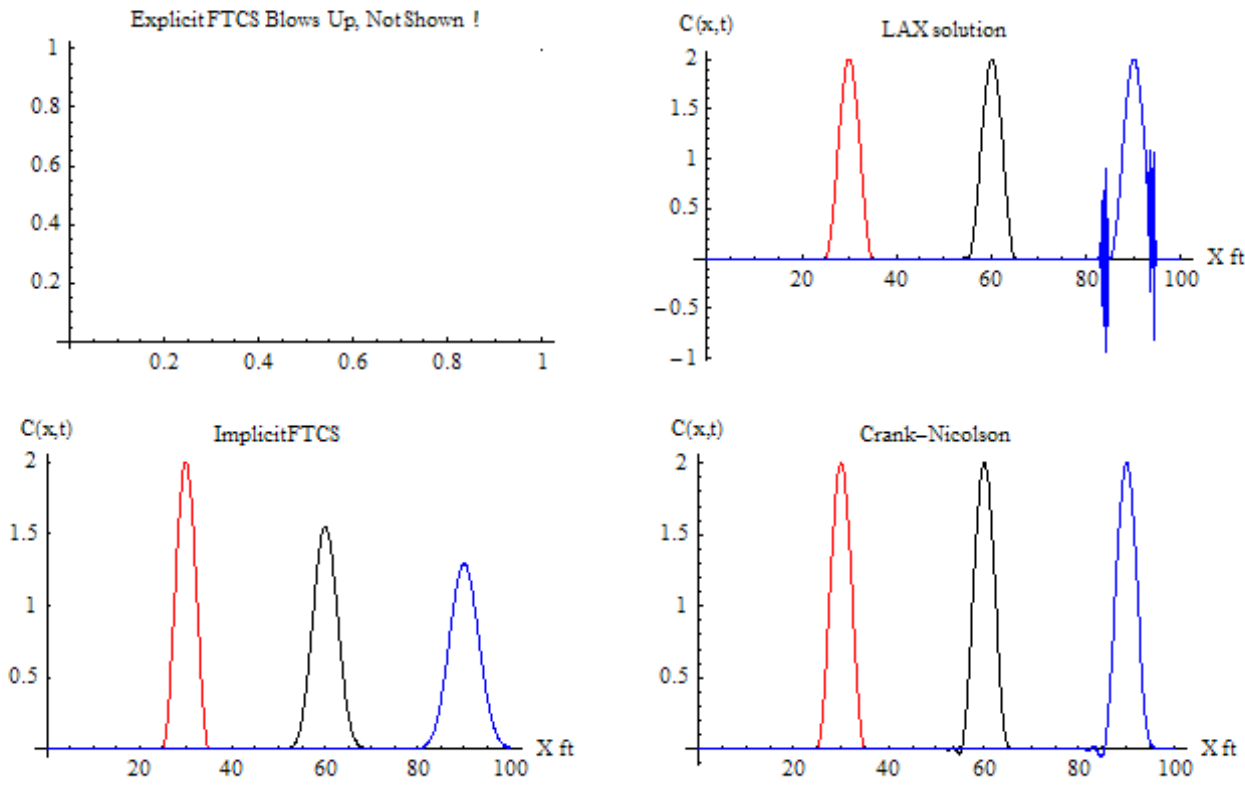 Explicit FTCS Blows Up, Not Shown !
1
0.8
0.6
0.4
0.2
0.2 0.4 0.6 0.8 1
C(x,t)
LAX solution
2
1.5
1
0.5
−0.5
−1
20 40 60 80 100
X ft
C(x,t)
Implicit FTCS
2
1.5
1
0.5
20 40 60 80 100
X ft
C(x,t)
Crank−Nicolson
2
1.5
1
0.5
20 40 60 80 100
X ft